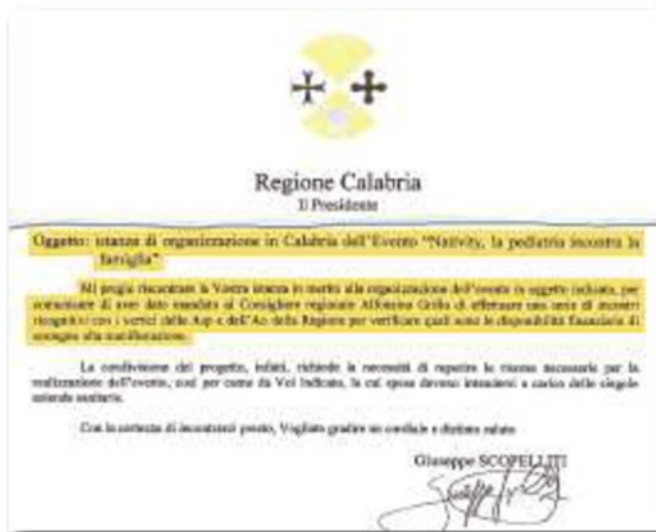 Regione Calabria
Il Presidente
Oggetto: istanza di organizzazione in Calabria dell'Evento "Nativity, la pediatria incontra la
famiglia"
Mi pregio riscontrare la Vostra istanza in merito alla organizzazione dell'evento in oggetto indicato, per
comunicare di aver dato mandato al Consigliere regionale Alfonsino Grillo di effettuare una serie di incontri
ricognitivi con i vertici delle Asp e dell'Ao della Regione per verificare quali sono le disponibilità finanziarie di
sostegno alla manifestazione.
La condivisione del progetto, infatti, richiede la necessità di reperire le risorse necessarie per la
realizzazione dell'evento, così per come da Voi indicato, la cui spesa devono intendersi a carico delle singole
aziende sanitarie.
Con la certezza di incontrarci presto, Vogliate gradire un cordiale e distinto saluto
Giuseppe SCOPELLITI